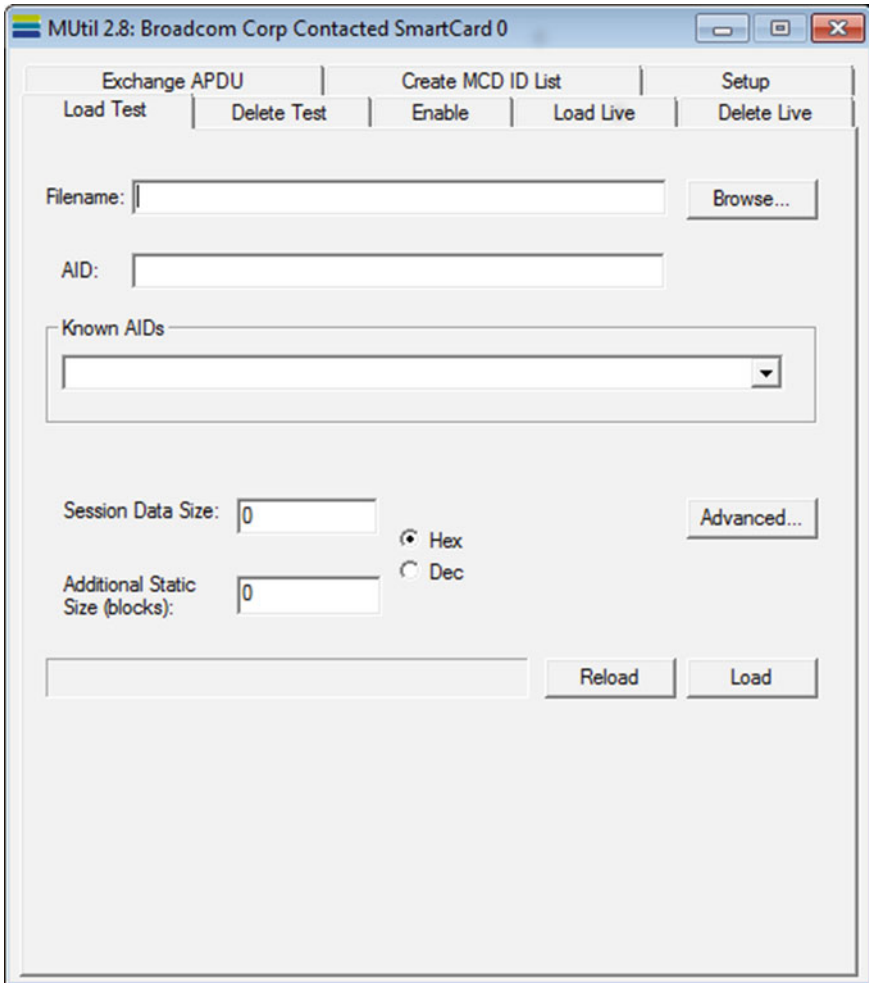 MUtil 2.8: Broadcom Corp Contacted SmartCard 0
Exchange APDU Create MCD ID List Setup
Load Test Delete Test Enable Load Live Delete Live
Filename: Browse...
AID:
Known AIDs
Session Data Size: 0 Advanced...
Hex
Dec
Additional Static
Size (blocks): 0
Reload Load